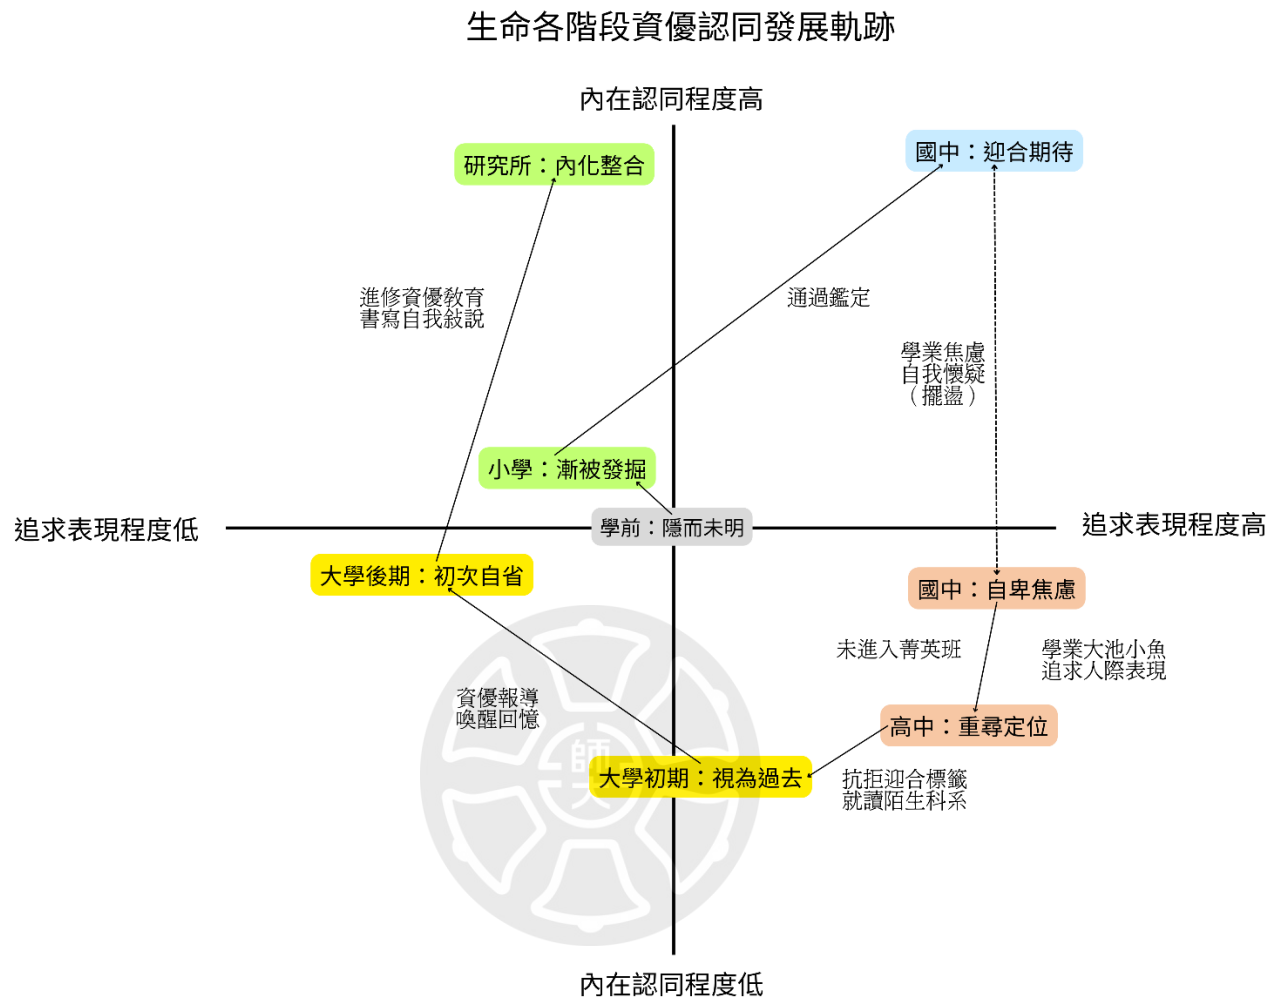 生命各階段資優認同發展軌跡
內在認同程度高
研究所：內化整合
國中：迎合期待
進修資優教育
書寫自我敍說
通過鑑定
學業焦慮
自我懷疑
（擺盪）
小學：漸被發掘
追求表現程度低
學前：隱而未明
追求表現程度高
大學後期：初次自省
國中：自卑焦慮
未進入菁英班
學業大池小魚
追求人際表現
資優報導
喚醒回憶
高中：重尋定位
師大
大學初期：視為過去
抗拒迎合標籤
就讀陌生科系
內在認同程度低